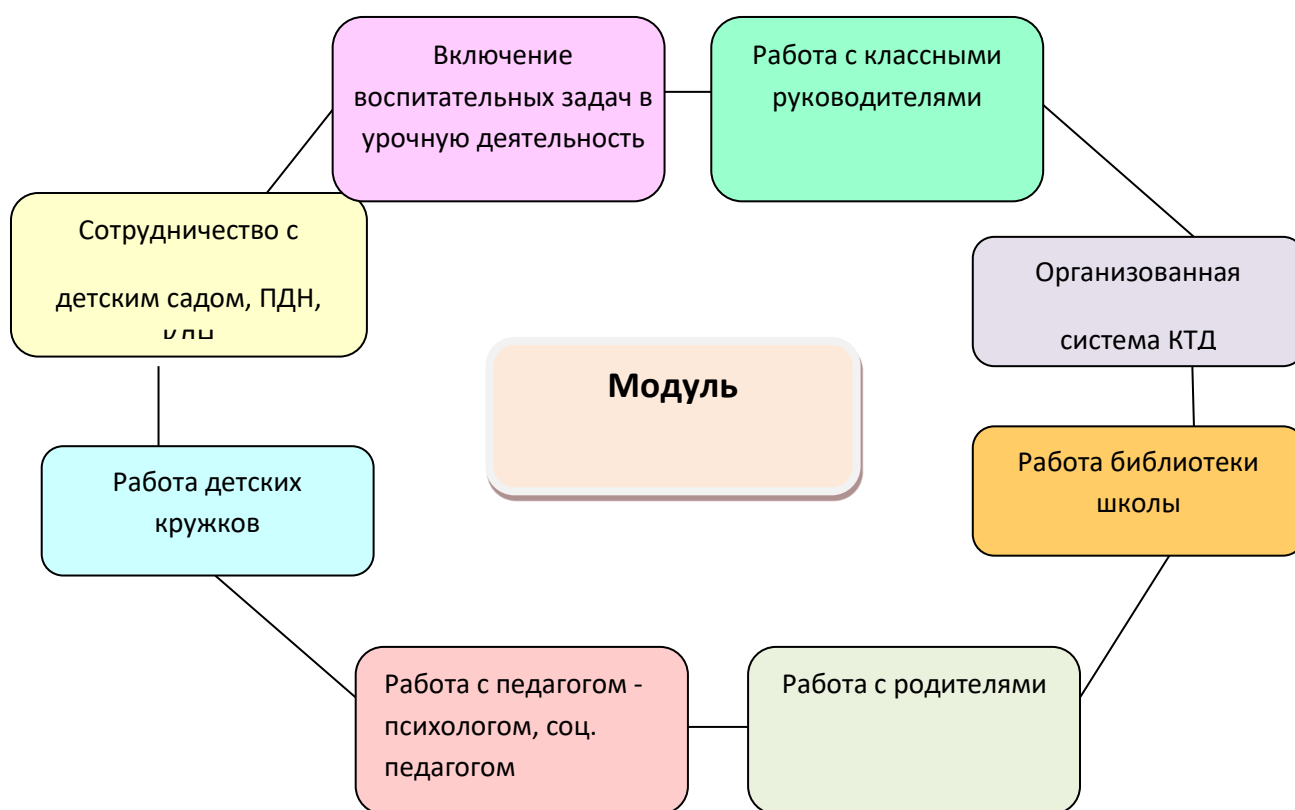 Включение
воспитательных задач в
урочную деятельность
Работа с классными
руководителями
Сотрудничество с
детским садом, ПДН,
КДН
Организованная
система КТД
Модуль
Работа детских
кружков
Работа библиотеки
школы
Работа с педагогом -
психологом, соц.
педагогом
Работа с родителями